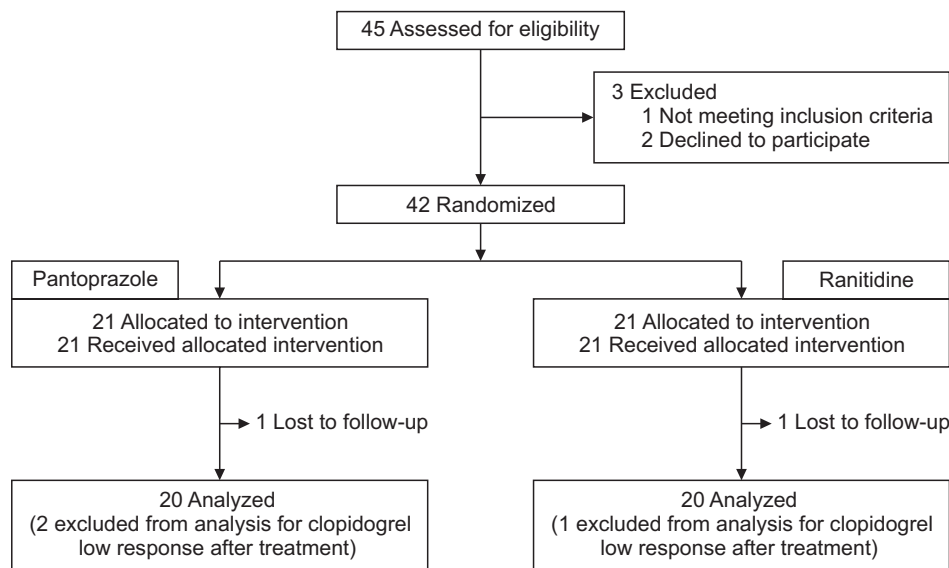 45 Assessed for eligibility
3 Excluded
1 Not meeting inclusion criteria
2 Declined to participate
42 Randomized
Pantoprazole
21 Allocated to intervention
21 Received allocated intervention
Ranitidine
21 Allocated to intervention
21 Received allocated intervention
1 Lost to follow-up
1 Lost to follow-up
20 Analyzed
(2 excluded from analysis for clopidogrel
low response after treatment)
20 Analyzed
(1 excluded from analysis for clopidogrel
low response after treatment)